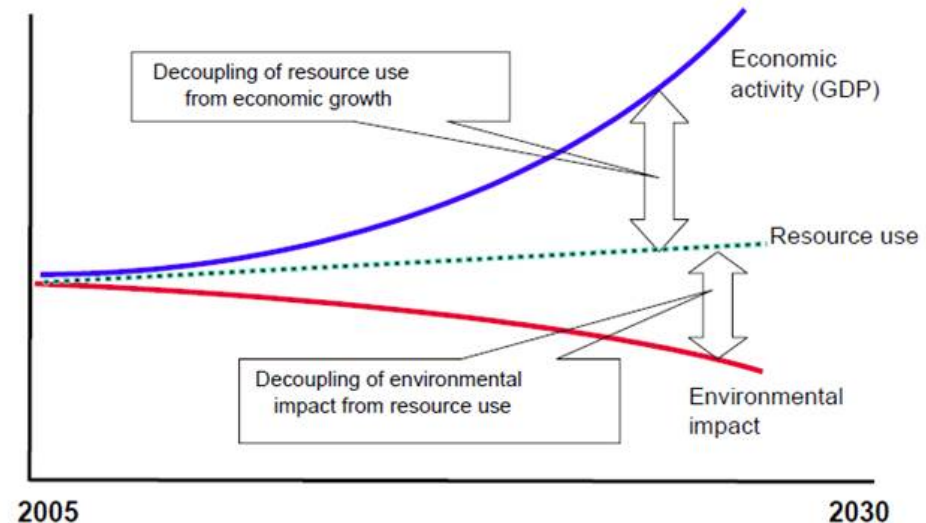 Decoupling of resource use
from economic growth
Economic
activity (GDP)
Resource use
Decoupling of environmental
impact from resource use
Environmental
impact
2005
2030